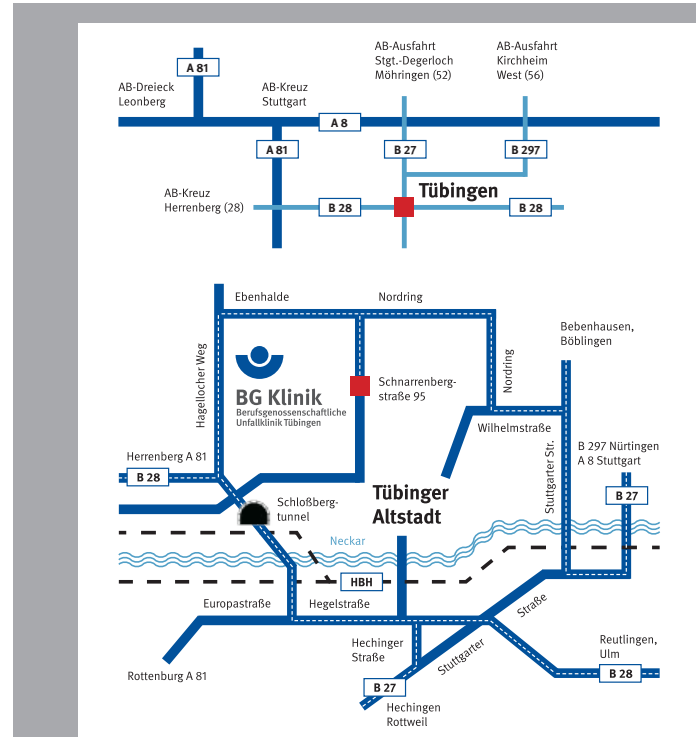 AB-Ausfahrt
Stgt.-Degerloch
Möhringen (52)
AB-Ausfahrt
Kirchheim
West (56)
A 81
AB-Dreieck
Leonberg
AB-Kreuz
Stuttgart
A 8
A 81
B 27
B 297
AB-Kreuz
Herrenberg (28)
Tübingen
B 28
B 28
Ebenhalde
Nordring
Bebenhausen,
Böblingen
Hagellocher Weg
Nordring
BG Klinik
Berufsgenossenschaftliche
Unfallklinik Tübingen
Schnarrenberg-
straße 95
Wilhelmstraße
Stuttgarter Str.
B 297 Nürtingen
A 8 Stuttgart
Herrenberg A 81
B 28
B 27
Tübinger
Altstadt
Schloßberg-
tunnel
Neckar
HBH
Europastraße
Hegelstraße
Straße
Hechinger
Straße
Stuttgarter
Reutlingen,
Ulm
Rottenburg A 81
B 28
B 27
Hechingen
Rottweil